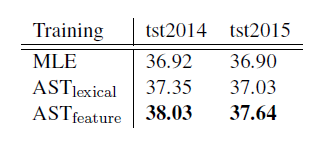 Training tst2014 tst2015
MLE 36.92 36.90
ASTlexical 37.35 37.03
ASTfeature 38.03 37.64